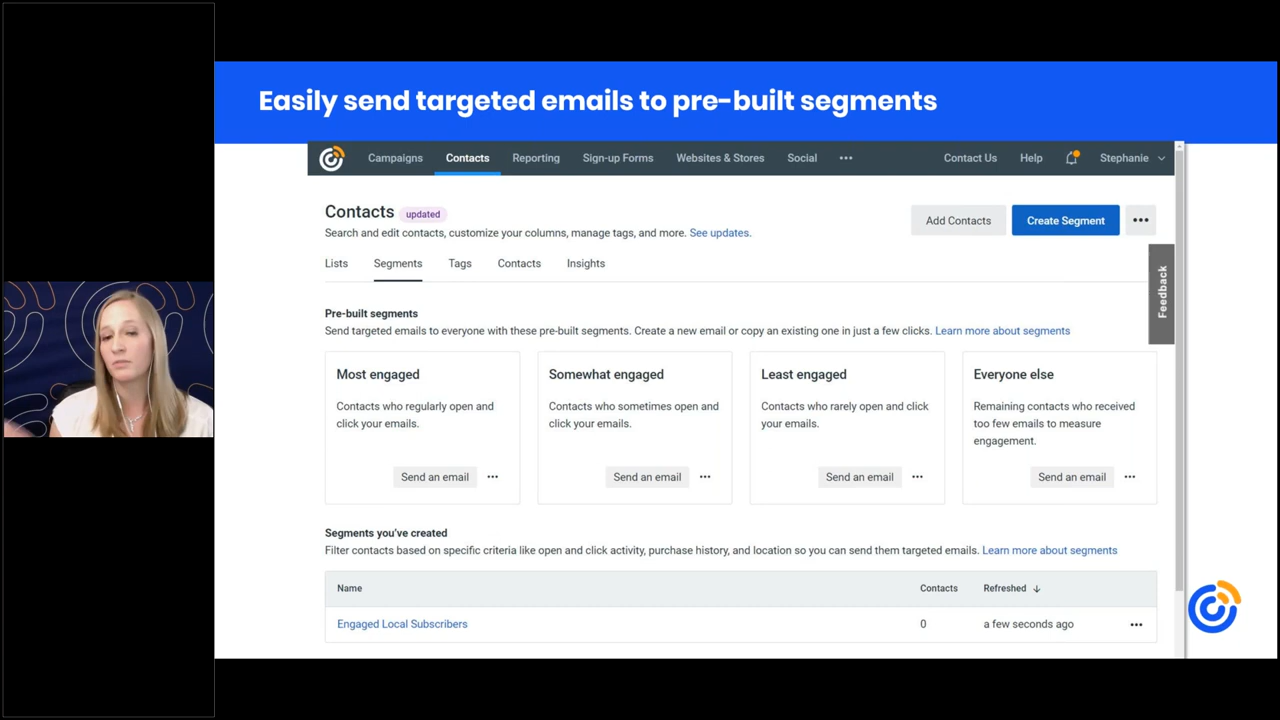 Easily send targeted emails to pre-built segments
Campaigns Contacts Reporting Sign-up Forms Websites & Stores Social ••• Contact Us Help Stephanie
Contacts updated
Search and edit contacts, customize your columns, manage tags, and more. See updates.
Add Contacts Create Segment •••
Lists Segments Tags Contacts Insights
Feedback
Pre-built segments
Send targeted emails to everyone with these pre-built segments. Create a new email or copy an existing one in just a few clicks. Learn more about segments
Most engaged
Contacts who regularly open and
click your emails.
Send an email •••
Somewhat engaged
Contacts who sometimes open and
click your emails.
Send an email •••
Least engaged
Contacts who rarely open and click
your emails.
Send an email •••
Everyone else
Remaining contacts who received
too few emails to measure
engagement.
Send an email •••
Segments you've created
Filter contacts based on specific criteria like open and click activity, purchase history, and location so you can send them targeted emails. Learn more about segments
Name Contacts Refreshed ↓
Engaged Local Subscribers 0 a few seconds ago •••